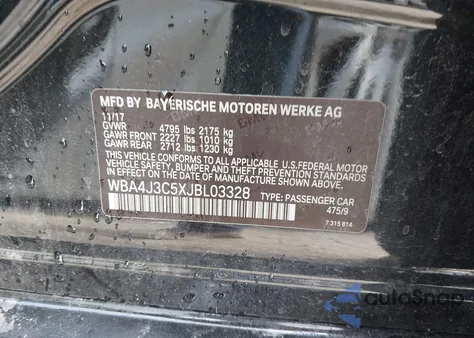 MFD BY BAYERISCHE MOTOREN WERKE AG
11/17
GVWR 4795 lbs 2175 kg
GAWR FRONT 2227 lbs 1010 kg
GAWR REAR 2712 lbs 1230 kg
THIS VEHICLE CONFORMS TO ALL APPLICABLE U.S. FEDERAL MOTOR
VEHICLE SAFETY, BUMPER AND THEFT PREVENTION STANDARDS
IN EFFECT ON THE DATE OF MANUFACTURE SHOWN ABOVE.
WBA4J3C5XJBL03328 TYPE: PASSENGER CAR
475/9
7 315 814
autoSnap